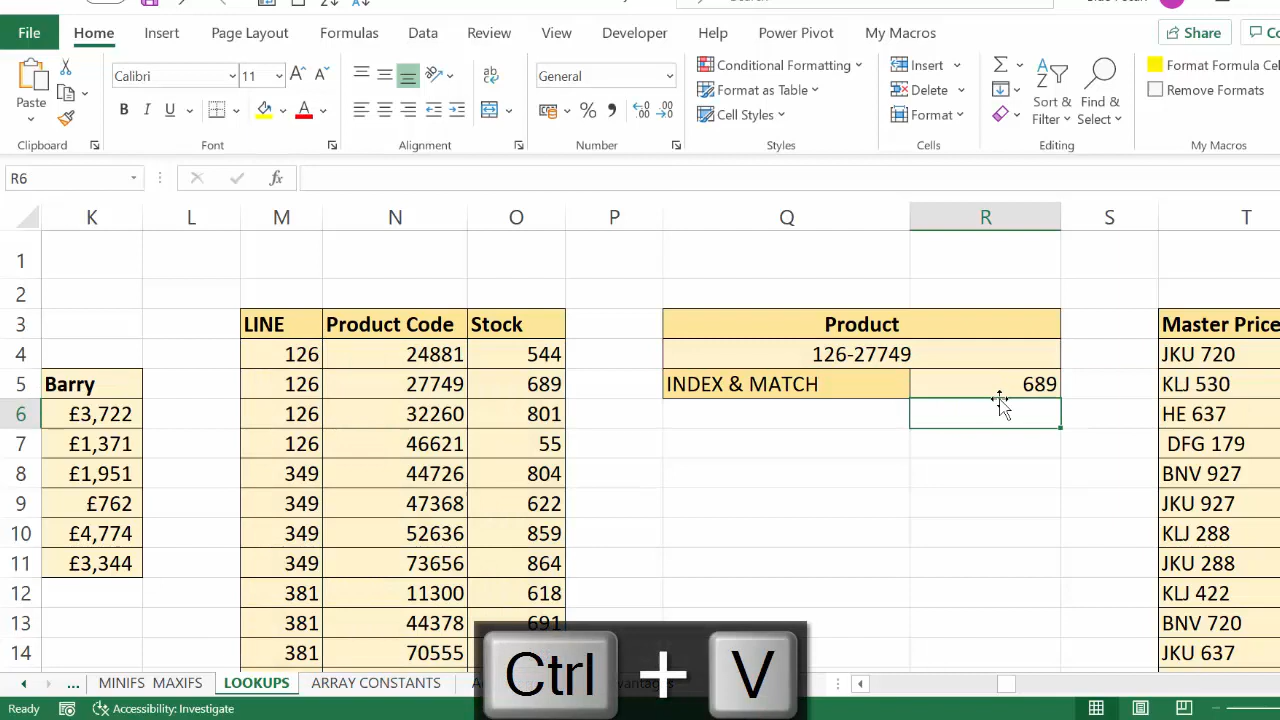 File Home Insert Page Layout Formulas Data Review View Developer Help Power Pivot My Macros Share
Calibri 11 General Conditional Formatting Insert Format Formula Cell
Paste B I U Format as Table Delete Sort & Find & Remove Formats
Cell Styles Format Filter Select
Clipboard Font Alignment Number Styles Cells Editing My Macros
R6 fx
K L M N O P Q R S T
1
2
3 LINE Product Code Stock Product Master Price
4 126 24881 544 126-27749 JKU 720
5 Barry 126 27749 689 INDEX & MATCH 689 KLJ 530
6 £3,722 126 32260 801 HE 637
7 £1,371 126 46621 55 DFG 179
8 £1,951 349 44726 804 BNV 927
9 £762 349 47368 622 JKU 927
10 £4,774 349 52636 859 KLJ 288
11 £3,344 349 73656 864 JKU 288
12 381 11300 618 KLJ 422
13 381 44378 691 BNV 720
14 381 70555 JKU 637
Ctrl + V
... MINIFS MAXIFS LOOKUPS ARRAY CONSTANTS
Ready Accessibility: Investigate